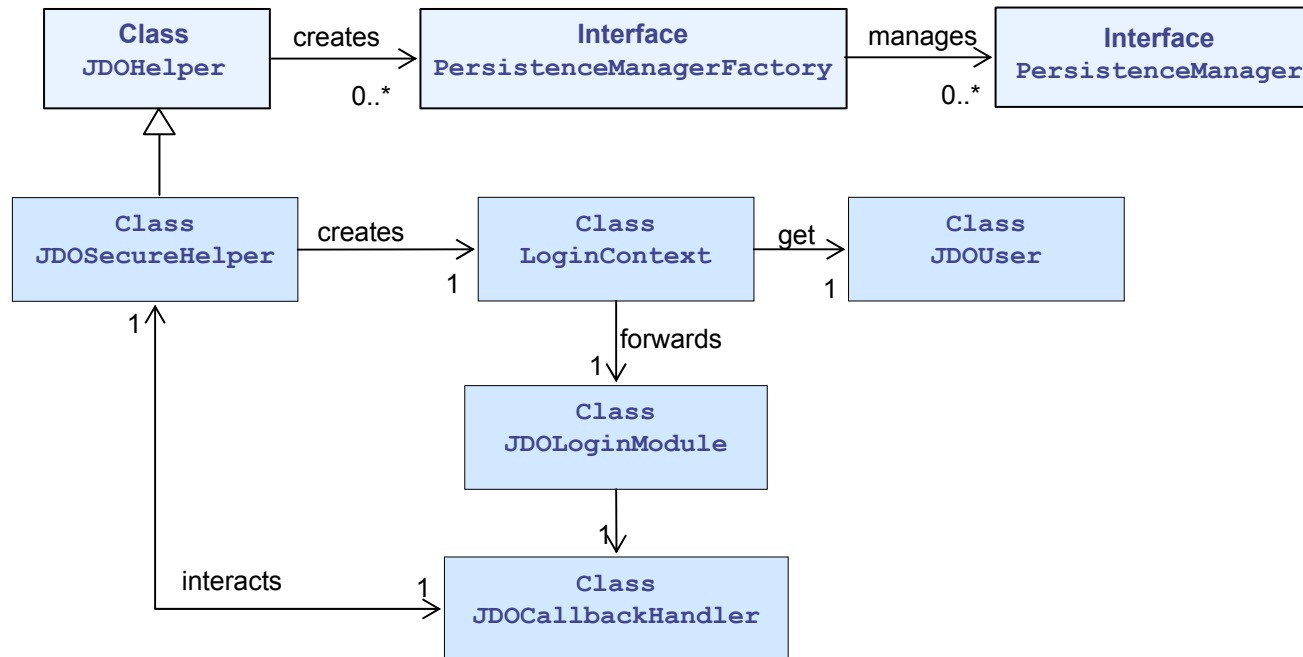 Class
JDOHelper
creates
0..*
Interface
PersistenceManagerFactory
manages
0..*
Interface
PersistenceManager
Class
JDOSecureHelper
creates
1
Class
LoginContext
get
1
Class
JDOUser
1
forwards
1
Class
JDOLoginModule
1
interacts
1
Class
JDOCallbackHandler